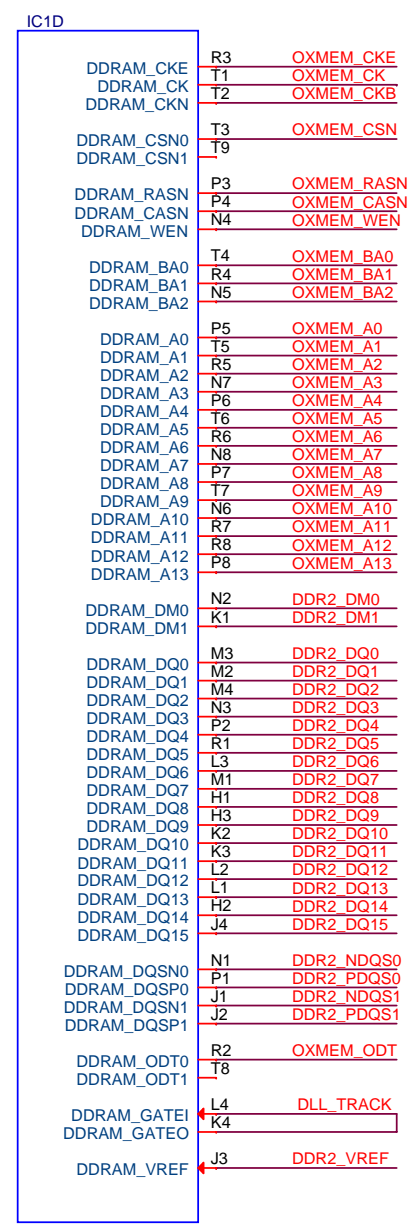 IC1D
DDRAM_CKE R3 OXMEM_CKE
DDRAM_CK T1 OXMEM_CK
DDRAM_CKN T2 OXMEM_CKB
DDRAM_CSN0 T3 OXMEM_CSN
DDRAM_CSN1 T9
DDRAM_RASN P3 OXMEM_RASN
DDRAM_CASN P4 OXMEM_CASN
DDRAM_WEN N4 OXMEM_WEN
DDRAM_BA0 T4 OXMEM_BA0
DDRAM_BA1 R4 OXMEM_BA1
DDRAM_BA2 N5 OXMEM_BA2
DDRAM_A0 P5 OXMEM_A0
DDRAM_A1 T5 OXMEM_A1
DDRAM_A2 R5 OXMEM_A2
DDRAM_A3 N7 OXMEM_A3
DDRAM_A4 P6 OXMEM_A4
DDRAM_A5 T6 OXMEM_A5
DDRAM_A6 R6 OXMEM_A6
DDRAM_A7 N8 OXMEM_A7
DDRAM_A8 P7 OXMEM_A8
DDRAM_A9 T7 OXMEM_A9
DDRAM_A10 N6 OXMEM_A10
DDRAM_A11 R7 OXMEM_A11
DDRAM_A12 R8 OXMEM_A12
DDRAM_A13 P8 OXMEM_A13
DDRAM_DM0 N2 DDR2_DM0
DDRAM_DM1 K1 DDR2_DM1
DDRAM_DQ0 M3 DDR2_DQ0
DDRAM_DQ1 M2 DDR2_DQ1
DDRAM_DQ2 M4 DDR2_DQ2
DDRAM_DQ3 N3 DDR2_DQ3
DDRAM_DQ4 P2 DDR2_DQ4
DDRAM_DQ5 R1 DDR2_DQ5
DDRAM_DQ6 L3 DDR2_DQ6
DDRAM_DQ7 M1 DDR2_DQ7
DDRAM_DQ8 H1 DDR2_DQ8
DDRAM_DQ9 H3 DDR2_DQ9
DDRAM_DQ10 K2 DDR2_DQ10
DDRAM_DQ11 K3 DDR2_DQ11
DDRAM_DQ12 L2 DDR2_DQ12
DDRAM_DQ13 L1 DDR2_DQ13
DDRAM_DQ14 H2 DDR2_DQ14
DDRAM_DQ15 J4 DDR2_DQ15
DDRAM_DQSN0 N1 DDR2_NDQS0
DDRAM_DQSP0 P1 DDR2_PDQS0
DDRAM_DQSN1 J1 DDR2_NDQS1
DDRAM_DQSP1 J2 DDR2_PDQS1
DDRAM_ODT0 R2 OXMEM_ODT
DDRAM_ODT1 T8
DDRAM_GATEI L4 DLL_TRACK
DDRAM_GATEO K4
DDRAM_VREF J3 DDR2_VREF